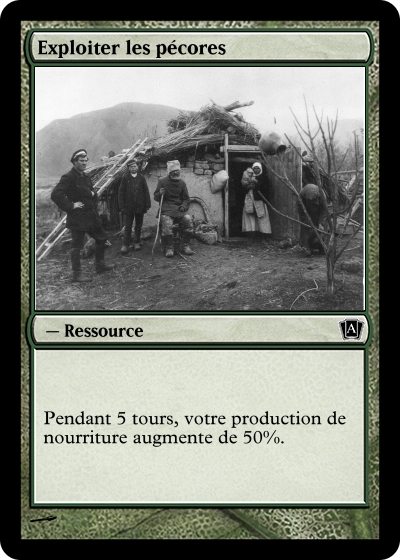 Exploiter les pécores
— Ressource
A
Pendant 5 tours, votre production de
nourriture augmente de 50%.